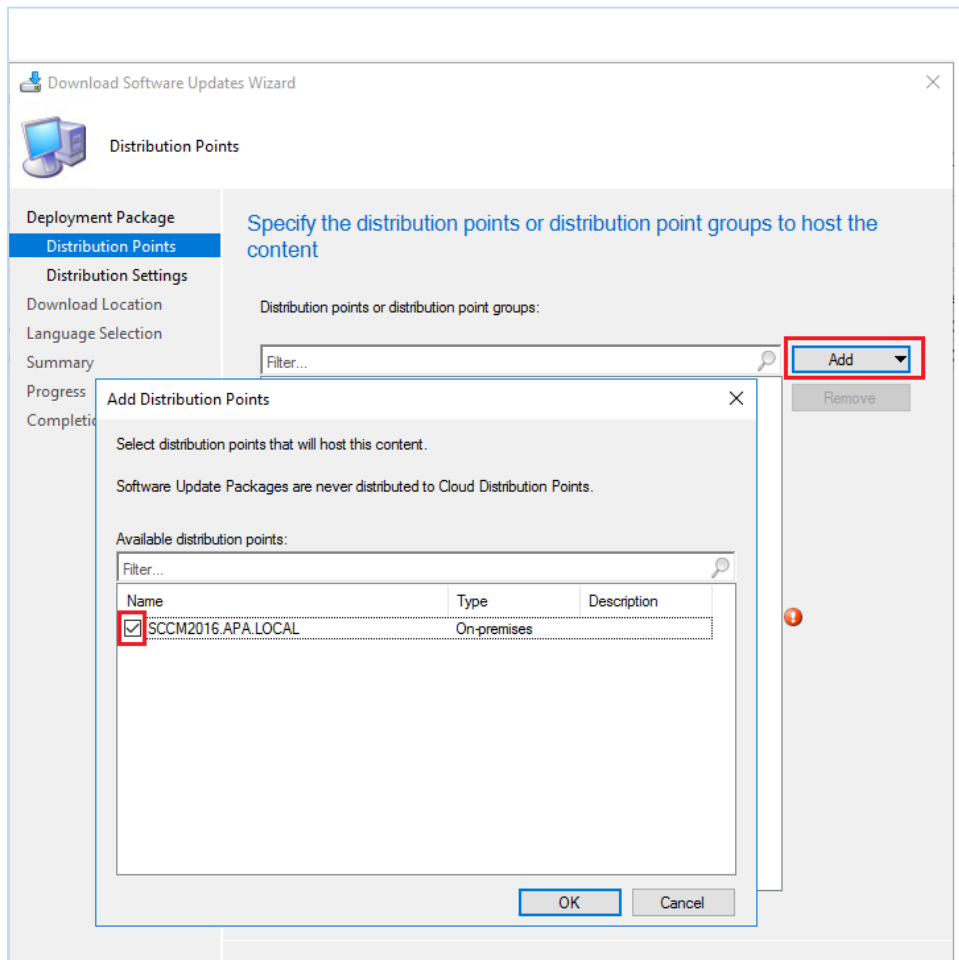 Download Software Updates Wizard
Distribution Points
Deployment Package
Distribution Points
Distribution Settings
Download Location
Language Selection
Summary
Progress
Specify the distribution points or distribution point groups to host the
content
Distribution points or distribution point groups:
Filter...
Add
Remove
Add Distribution Points
Select distribution points that will host this content.
Software Update Packages are never distributed to Cloud Distribution Points.
Available distribution points:
Filter...
Name Type Description
SCCM2016.APA.LOCAL On-premises
OK Cancel